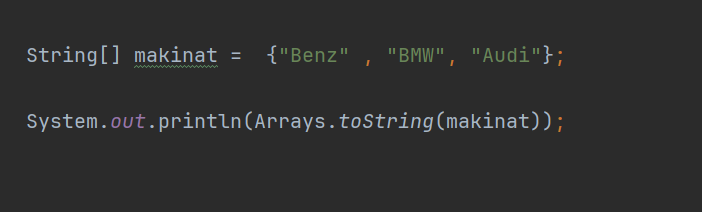 String[] makinat =  {"Benz" , "BMW", "Audi"};
System.out.println(Arrays.toString(makinat));